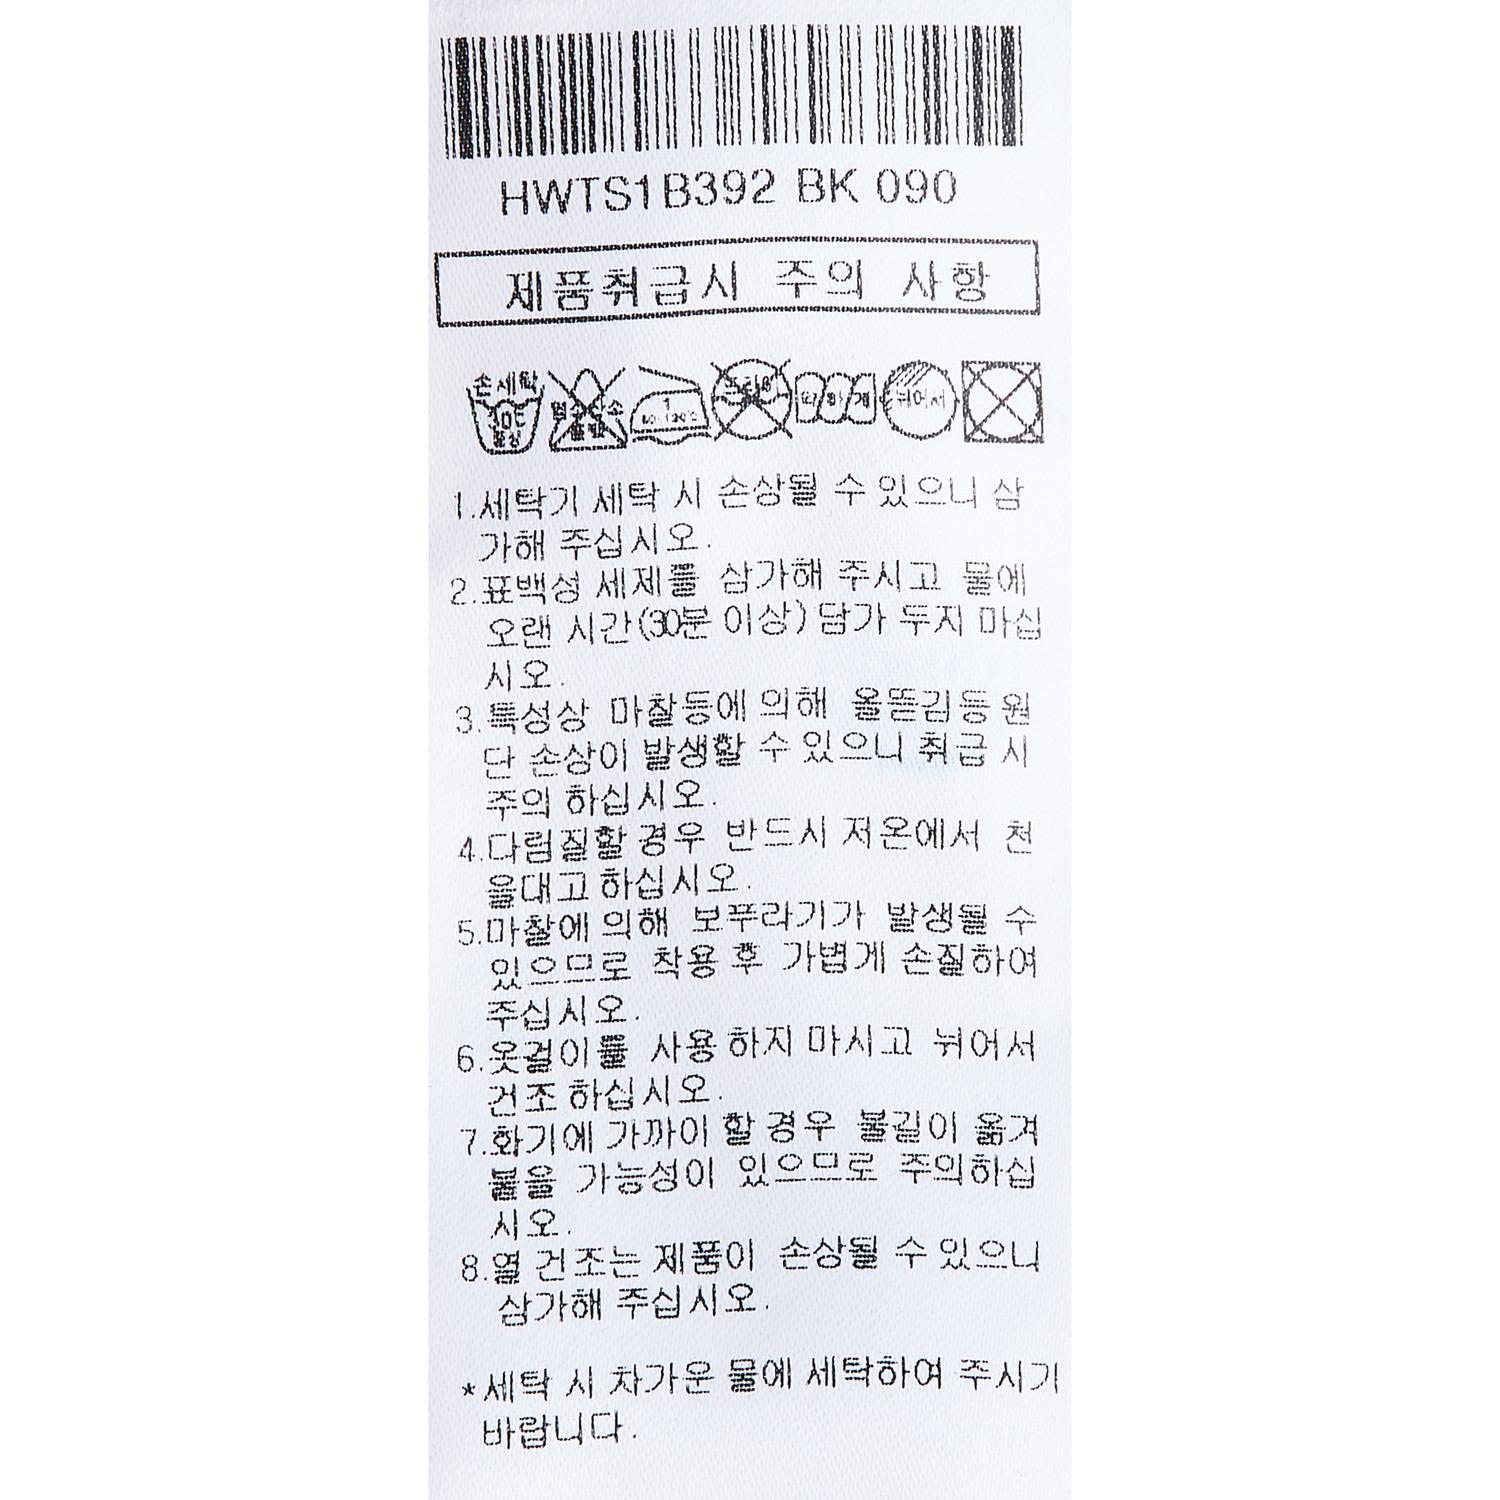 HWTS1B392 BK 090
제품취급시 주의 사항
손세탁
30℃
중성
염소표백
1
80~120℃
드라이
약하게
뉘어서
1.세탁기 세탁 시 손상될 수 있으니 삼
가해 주십시오.
2.표백성 세제를 삼가해 주시고 물에
오랜 시간(30분 이상)담가 두지 마십
시오.
3.특성상 마찰등에 의해 올뜯김등 원
단 손상이 발생할 수 있으니 취급 시
주의 하십시오.
4.다림질할 경우 반드시 저온에서 천
을대고 하십시오.
5.마찰에 의해 보푸라기가 발생될 수
있으므로 착용 후 가볍게 손질하여
주십시오.
6.옷걸이를 사용 하지 마시고 뉘어서
건조 하십시오.
7.화기에 가까이 할 경우 불길이 옮겨
붙을 가능성이 있으므로 주의하십
시오.
8.열 건조는 제품이 손상될 수 있으니
삼가해 주십시오.
*세탁 시 차가운 물에 세탁하여 주시기
바랍니다.